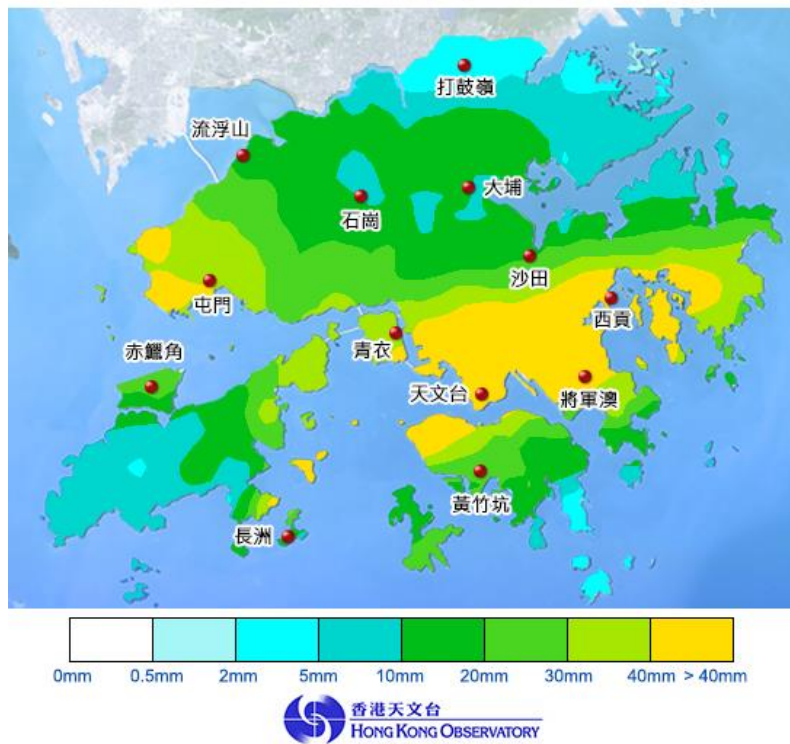 打鼓嶺
流浮山
大埔
石崗
沙田
屯門
西貢
青衣
赤鱲角
天文台
將軍澳
黃竹坑
長洲
0mm 0.5mm 2mm 5mm 10mm 20mm 30mm 40mm > 40mm
香港天文台
HONG KONG OBSERVATORY